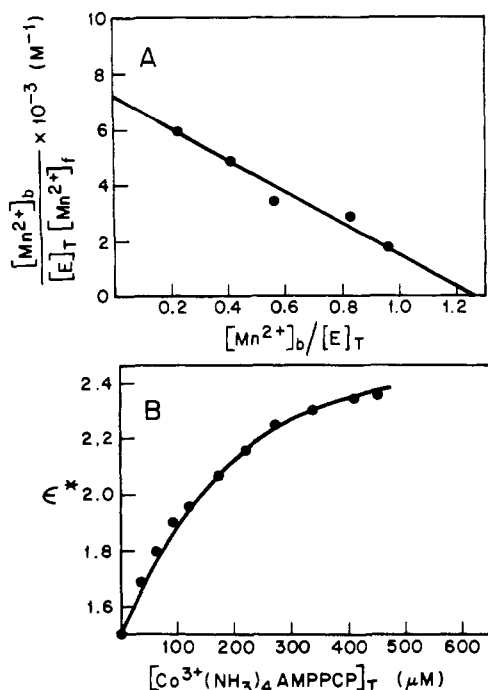 A
10
8
6
4
2
0
[Mn²⁺]b
[E]T [Mn²⁺]f
× 10⁻³ (M⁻¹)
0.2 0.4 0.6 0.8 1.0 1.2
[Mn²⁺]b/[E]T
B
2.4
2.2
2.0
1.8
1.6
ϵ*
100 200 300 400 500 600
[Co³⁺(NH₃)₄AMPPCP]T (μM)